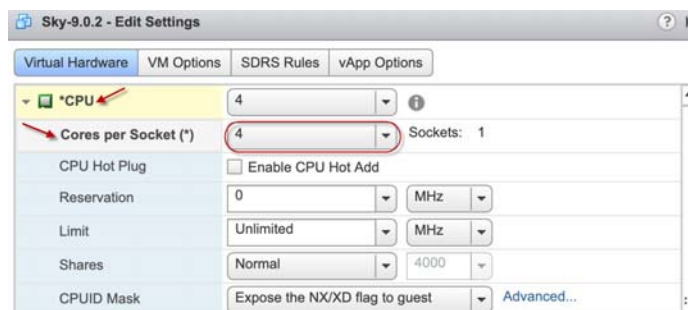 Sky-9.0.2 - Edit Settings ?
Virtual Hardware VM Options SDRS Rules vApp Options
*CPU 4
Cores per Socket (*) 4 Sockets: 1
CPU Hot Plug Enable CPU Hot Add
Reservation 0 MHz
Limit Unlimited MHz
Shares Normal 4000
CPUID Mask Expose the NX/XD flag to guest Advanced...